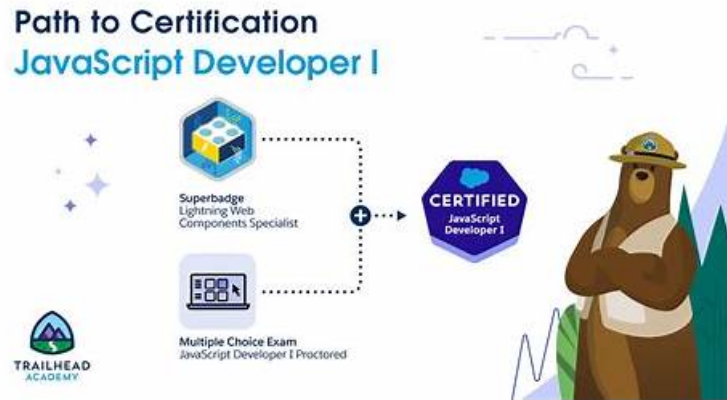 Path to Certification
JavaScript Developer I
Superbadge
Lightning Web
Components Specialist
CERTIFIED
JavaScript
Developer I
Multiple Choice Exam
JavaScript Developer I Proctored
TRAILHEAD
ACADEMY